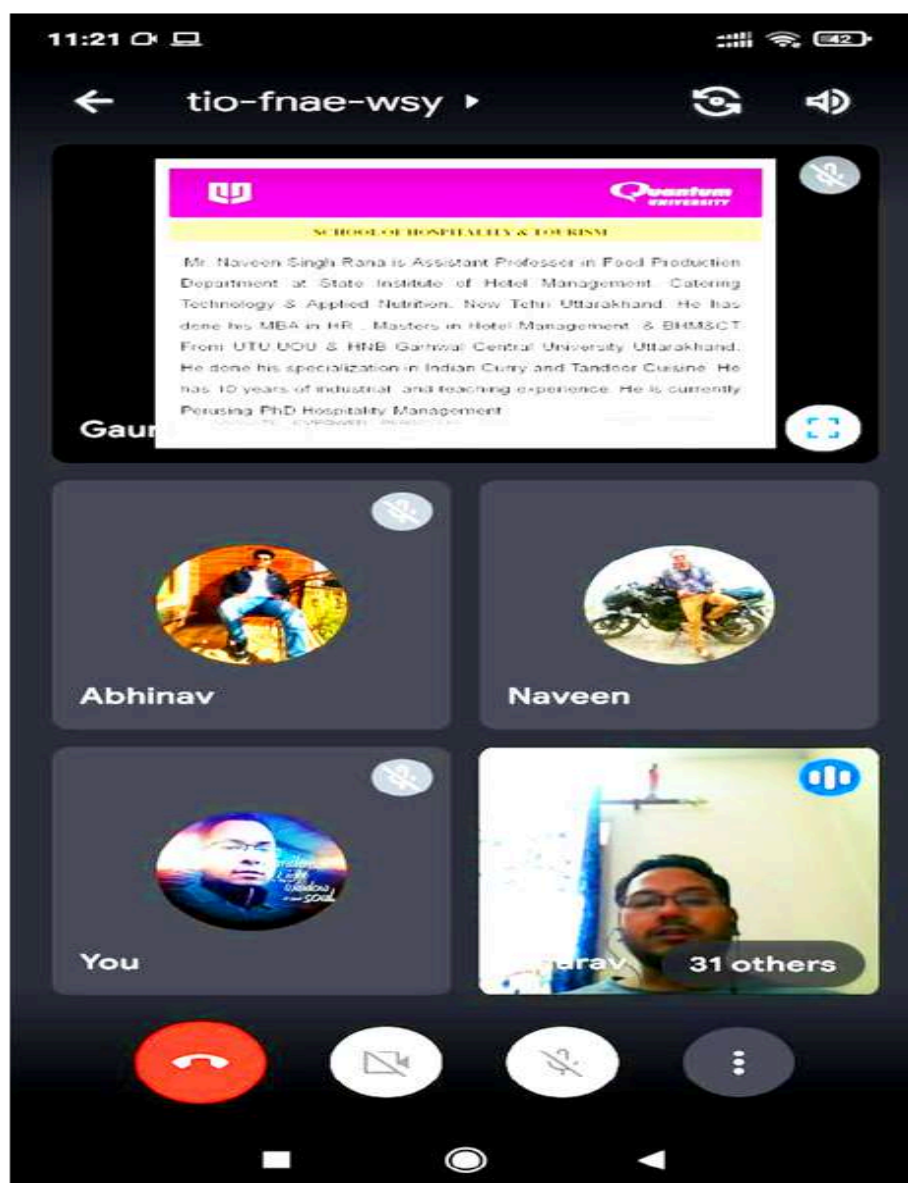 11:21
42
tio-fnae-wsy
Quantum
UNIVERSITY
SCHOOL OF HOSPITALITY & TOURISM
Mr. Naveen Singh Rana is Assistant Professor in Food Production
Department at State Institute of Hotel Management, Catering
Technology & Applied Nutrition, New Tehri Uttarakhand. He has
done his MBA in HR , Masters in Hotel Management & BHM&CT
From UTU,UOU & HNB Garhwal Central University Uttarakhand.
He done his specialization in Indian Curry and Tandoor Cuisine. He
has 10 years of industrial and teaching experience. He is currently
Perusing PhD Hospitality Management
Gaur
Abhinav
Naveen
You
31 others